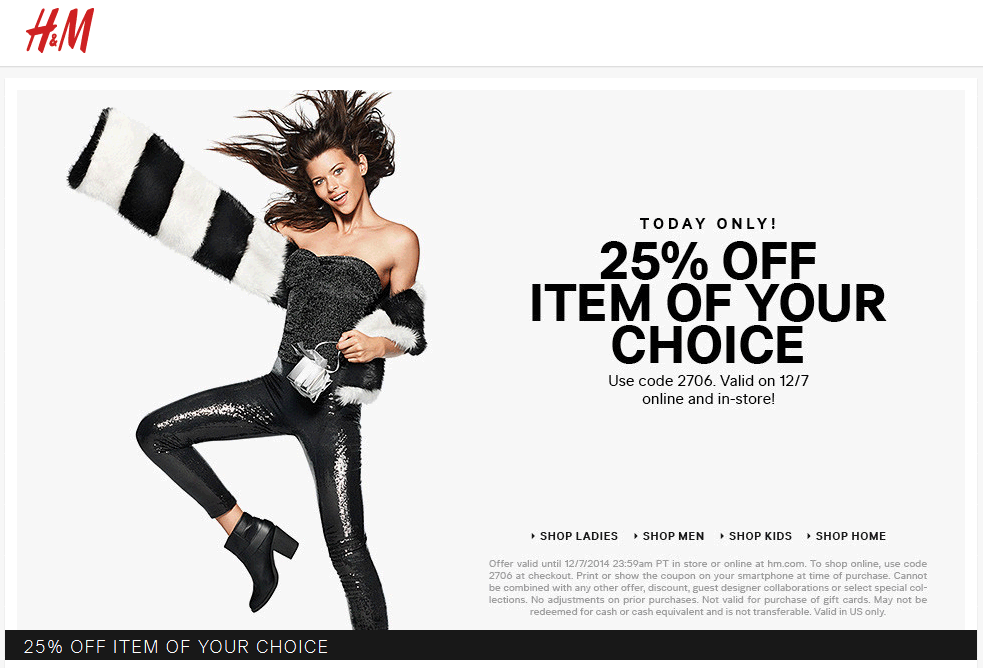 H&M
TODAY ONLY!
25% OFF
ITEM OF YOUR
CHOICE
Use code 2706. Valid on 12/7
online and in-store!
SHOP LADIES SHOP MEN SHOP KIDS SHOP HOME
Offer valid until 12/7/2014 23:59am PT in store or online at hm.com. To shop online, use code
2706 at checkout. Print or show the coupon on your smartphone at time of purchase. Cannot
be combined with any other offer, discount, guest designer collaborations or select special col-
lections. No adjustments on prior purchases. Not valid for purchase of gift cards. May not be
redeemed for cash or cash equivalent and is not transferable. Valid in US only.
25% OFF ITEM OF YOUR CHOICE